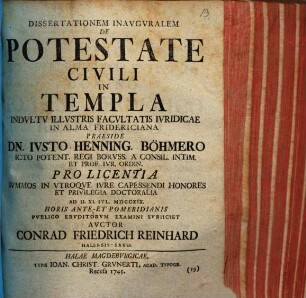 19
DISSERTATIONEM INAVGVRALEM
DE
POTESTATE
CIVILI
IN
TEMPLA
INDVLTV ILLVSTRIS FACVLTATIS IVRIDICAE
IN ALMA FRIDERICIANA
PRAESIDE
DN. IVSTO HENNING. BÖHMERO
ICTO POTENT. REGI BORVSS. A CONSIL. INTIM.
ET PROF. IVR. ORDIN.
PRO LICENTIA
SVMMOS IN VTROQVE IVRE CAPESSENDI HONORES
ET PRIVILEGIA DOCTORALIA
AD D. XI. IVL. MDCCXIX.
HORIS ANTE- ET POMERIDIANIS
PVBLICO ERVDITORVM EXAMINI SVBIICIET
AVCTOR
CONRAD FRIEDRICH REINHARD
HALAE MAGDEBVRGICAE,
TYPIS IOAN. CHRIST. GRVNERTI, ACAD. TYPOGR.
Recusa 1745.
(19)